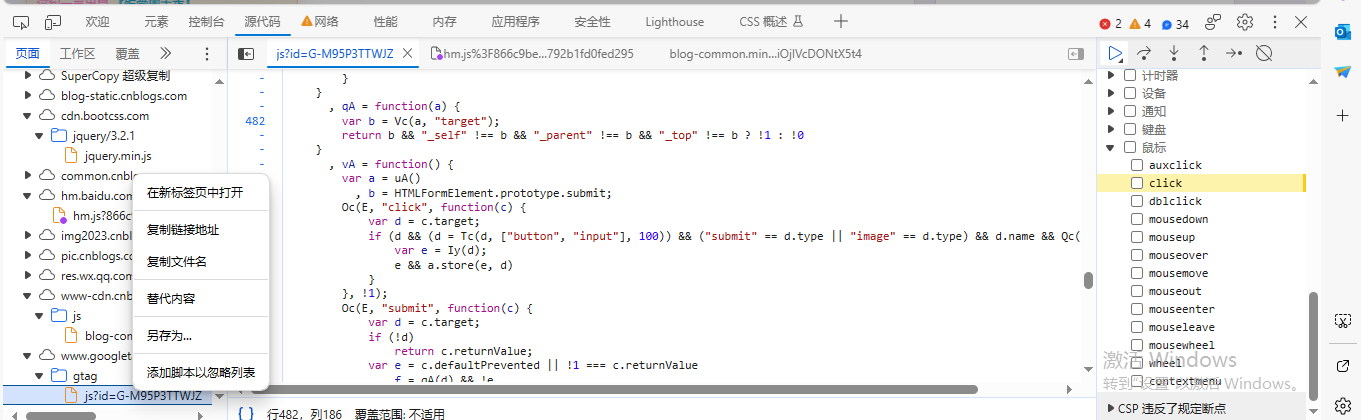 欢迎 元素 控制台 源代码 网络 性能 内存 应用程序 安全性 Lighthouse CSS 概述 2 4 34
页面 工作区 覆盖
js?id=G-M95P3TTWJZ hm.js%3F866c9be...792b1fd0fed295 blog-common.min...iOjIVcDONtX5t4
SuperCopy 超级复制
blog-static.cnblogs.com
cdn.bootcss.com
jquery/3.2.1
jquery.min.js
common.cnblo
hm.baidu.com
hm.js?866c9
img2023.cnb
pic.cnblogs.co
res.wx.qq.com
www-cdn.cnb
js
blog-com
www.googlet
gtag
js?id=G-M95P3TTWJZ
在新标签页中打开
复制链接地址
复制文件名
替代内容
另存为...
添加脚本以忽略列表
}
}
, qA = function(a) {
482 var b = Vc(a, "target");
return b && "_self" !== b && "_parent" !== b && "_top" !== b ? !1 : !0
}
, vA = function() {
var a = uA()
, b = HTMLFormElement.prototype.submit;
Oc(E, "click", function(c) {
var d = c.target;
if (d && (d = Tc(d, ["button", "input"], 100)) && ("submit" == d.type || "image" == d.type) && d.name && Qc(
var e = Iy(d);
e && a.store(e, d)
}
}, !1);
Oc(E, "submit", function(c) {
var d = c.target;
if (!d)
return c.returnValue;
var e = c.defaultPrevented || !1 === c.returnValue
, f = qA(d) && !e
{ } 行482，列186 覆盖范围: 不适用
计时器
设备
通知
键盘
鼠标
auxclick
click
dblclick
mousedown
mouseup
mouseover
mousemove
mouseout
mouseenter
mouseleave
mousewheel
wheel
contextmenu
CSP 违反了规定断点
激活 Windows
转到"设置"以激活 Windows。